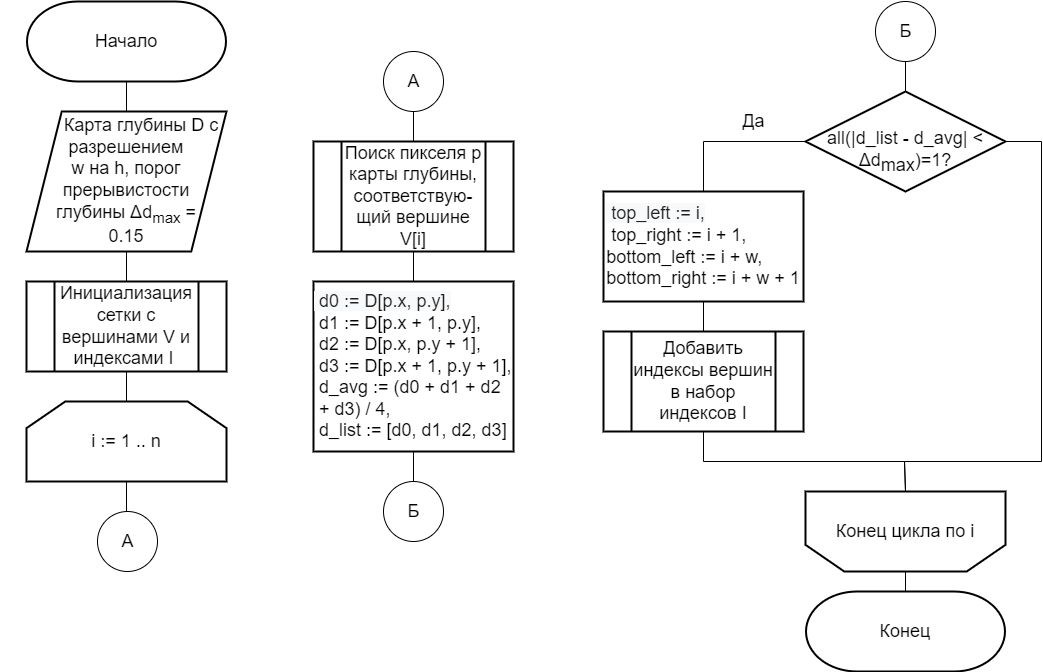 Начало
Карта глубины D с
разрешением
w на h, порог
прерывистости
глубины Δd_max =
0.15
Инициализация
сетки с
вершинами V и
индексами I
i := 1 .. n
А
А
Поиск пикселя p
карты глубины,
соответствую-
щий вершине
V[i]
d0 := D[p.x, p.y],
d1 := D[p.x + 1, p.y],
d2 := D[p.x, p.y + 1],
d3 := D[p.x + 1, p.y + 1],
d_avg := (d0 + d1 + d2
+ d3) / 4,
d_list := [d0, d1, d2, d3]
Б
Б
all(|d_list - d_avg| <
Δd_max)=1?
Да
top_left := i,
top_right := i + 1,
bottom_left := i + w,
bottom_right := i + w + 1
Добавить
индексы вершин
в набор
индексов I
Конец цикла по i
Конец